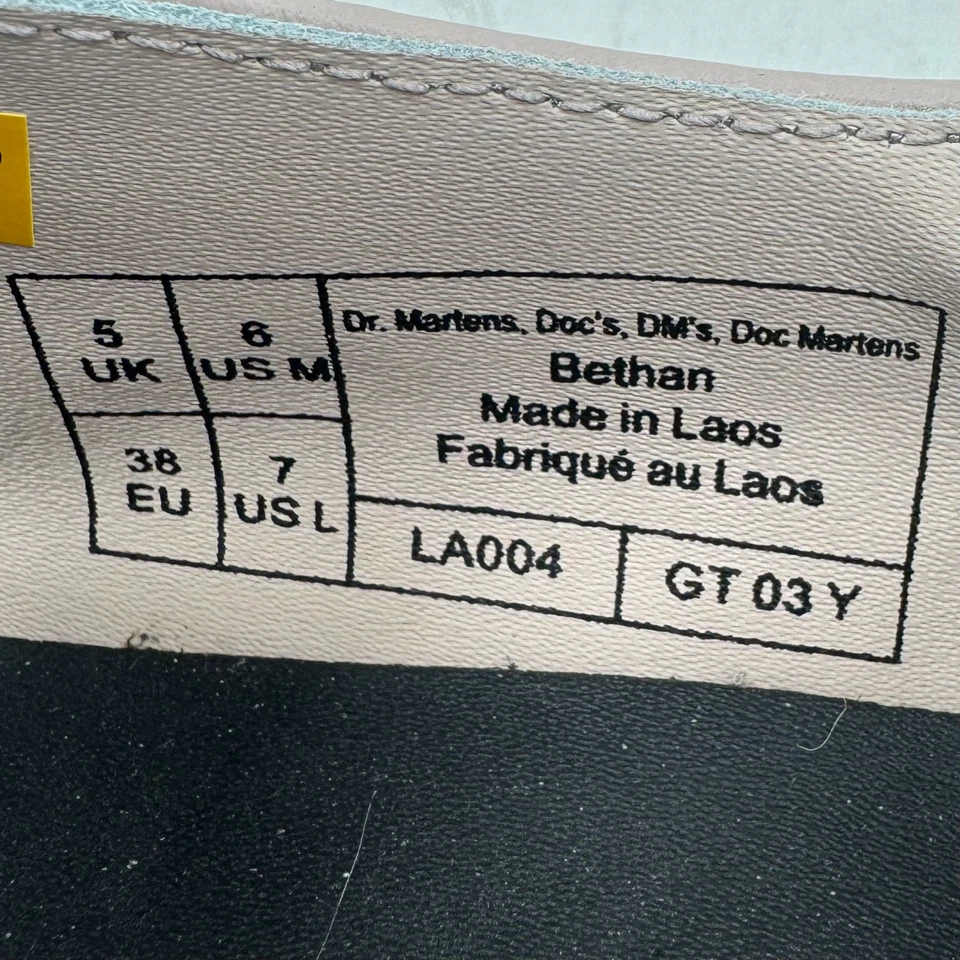 5
UK
6
US M
38
EU
7
US L
Dr. Martens, Doc's, DM's, Doc Martens
Bethan
Made in Laos
Fabriqué au Laos
LA004
GT 03 Y